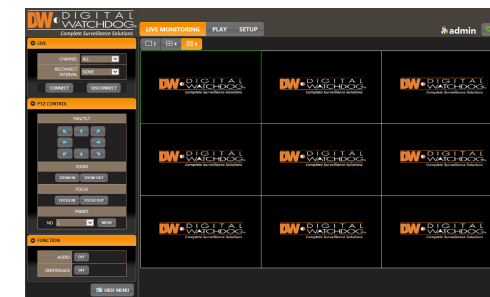 DW DIGITAL
WATCHDOG
Complete Surveillance Solutions
LIVE MONITORING PLAY SETUP
admin
LIVE
1 4 9
CHANNEL ALL
RECONNECT INTERVAL NONE
CONNECT DISCONNECT
PTZ CONTROL
PAN/TILT
ZOOM
ZOOM IN ZOOM OUT
FOCUS
FOCUS IN FOCUS OUT
PRESET
NO 1 MOVE
FUNCTION
AUDIO OFF
DEINTERLACE OFF
HIDE MENU
DW DIGITAL WATCHDOG
Complete Surveillance Solutions
DW DIGITAL WATCHDOG
Complete Surveillance Solutions
DW DIGITAL WATCHDOG
Complete Surveillance Solutions
DW DIGITAL WATCHDOG
Complete Surveillance Solutions
DW DIGITAL WATCHDOG
Complete Surveillance Solutions
DW DIGITAL WATCHDOG
Complete Surveillance Solutions
DW DIGITAL WATCHDOG
Complete Surveillance Solutions
DW DIGITAL WATCHDOG
Complete Surveillance Solutions
DW DIGITAL WATCHDOG
Complete Surveillance Solutions